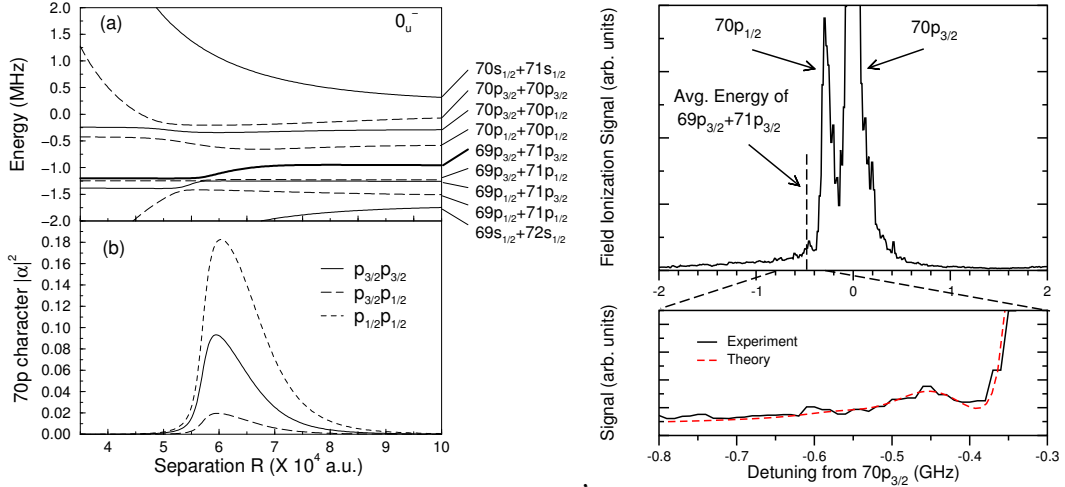 (a)
0u⁻
Energy (MHz)
2.0
1.5
1.0
0.5
0.0
−0.5
−1.0
−1.5
−2.0
70s1/2+71s1/2
70p3/2+70p3/2
70p3/2+70p1/2
70p1/2+70p1/2
69p3/2+71p3/2
69p3/2+71p1/2
69p1/2+71p3/2
69p1/2+71p1/2
69s1/2+72s1/2
(b)
70p character |α|²
0.18
0.16
0.14
0.12
0.10
0.08
0.06
0.04
0.02
0.00
p3/2p3/2
p3/2p1/2
p1/2p1/2
4 5 6 7 8 9 10
Separation R (X 10⁴ a.u.)
Field Ionization Signal (arb. units)
70p1/2
70p3/2
Avg. Energy of
69p3/2+71p3/2
-2 -1 0 1 2
Signal (arb. units)
Experiment
Theory
-0.8 -0.7 -0.6 -0.5 -0.4 -0.3
Detuning from 70p3/2 (GHz)
,